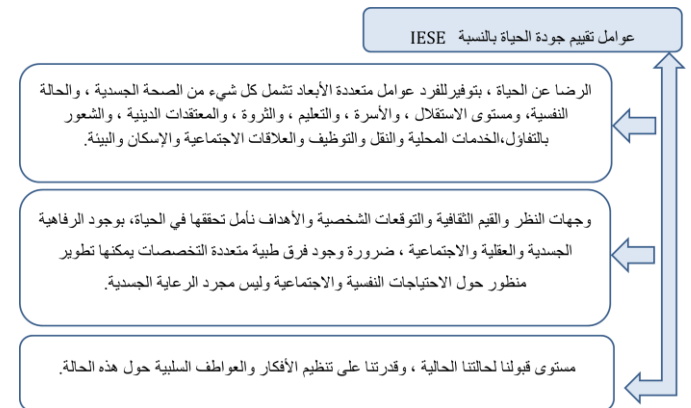 عوامل تقييم جودة الحياة بالنسبة IESE
الرضا عن الحياة ، بتوفيرللفرد عوامل متعددة الأبعاد تشمل كل شيء من الصحة الجسدية ، والحالة
النفسية، ومستوى الاستقلال ، والأسرة ، والتعليم ، والثروة ، والمعتقدات الدينية ، والشعور
بالتفاؤل،الخدمات المحلية والنقل والتوظيف والعلاقات الاجتماعية والإسكان والبيئة.
وجهات النظر والقيم الثقافية والتوقعات الشخصية والأهداف نأمل تحققها في الحياة، بوجود الرفاهية
الجسدية والعقلية والاجتماعية ، ضرورة وجود فرق طبية متعددة التخصصات يمكنها تطوير
منظور حول الاحتياجات النفسية والاجتماعية وليس مجرد الرعاية الجسدية.
مستوى قبولنا لحالتنا الحالية ، وقدرتنا على تنظيم الأفكار والعواطف السلبية حول هذه الحالة.